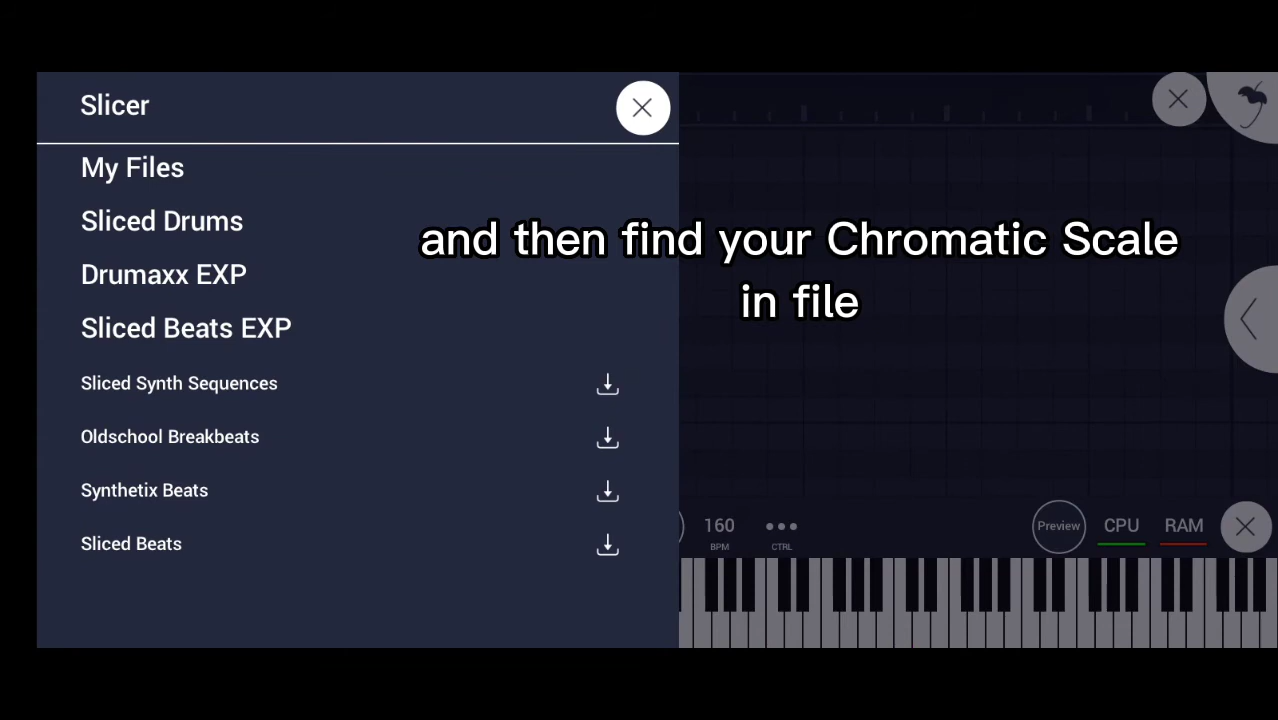 Slicer
My Files
Sliced Drums
Drumaxx EXP
Sliced Beats EXP
Sliced Synth Sequences
Oldschool Breakbeats
Synthetix Beats
Sliced Beats
and then find your Chromatic Scale
in file
160
BPM
CTRL
Preview
CPU
RAM